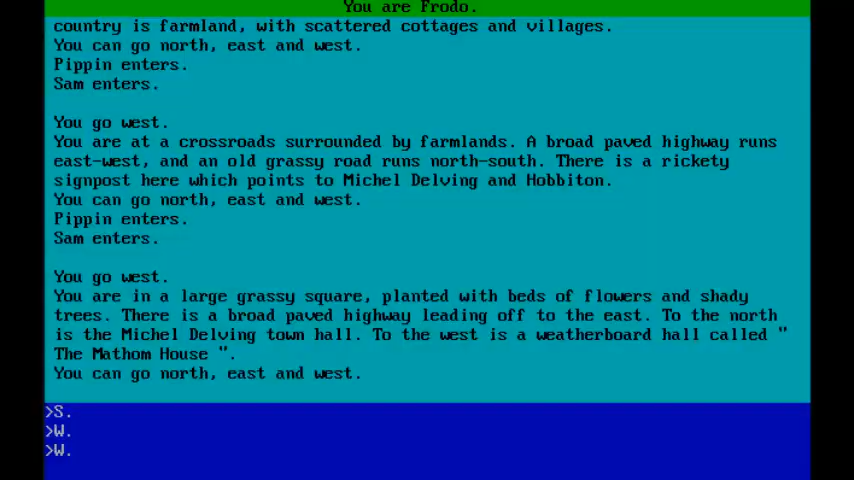 You are Frodo.
country is farmland, with scattered cottages and villages.
You can go north, east and west.
Pippin enters.
Sam enters.
You go west.
You are at a crossroads surrounded by farmlands. A broad paved highway runs
east-west, and an old grassy road runs north-south. There is a rickety
signpost here which points to Michel Delving and Hobbiton.
You can go north, east and west.
Pippin enters.
Sam enters.
You go west.
You are in a large grassy square, planted with beds of flowers and shady
trees. There is a broad paved highway leading off to the east. To the north
is the Michel Delving town hall. To the west is a weatherboard hall called "
The Mathom House ".
You can go north, east and west.
>S.
>W.
>W.